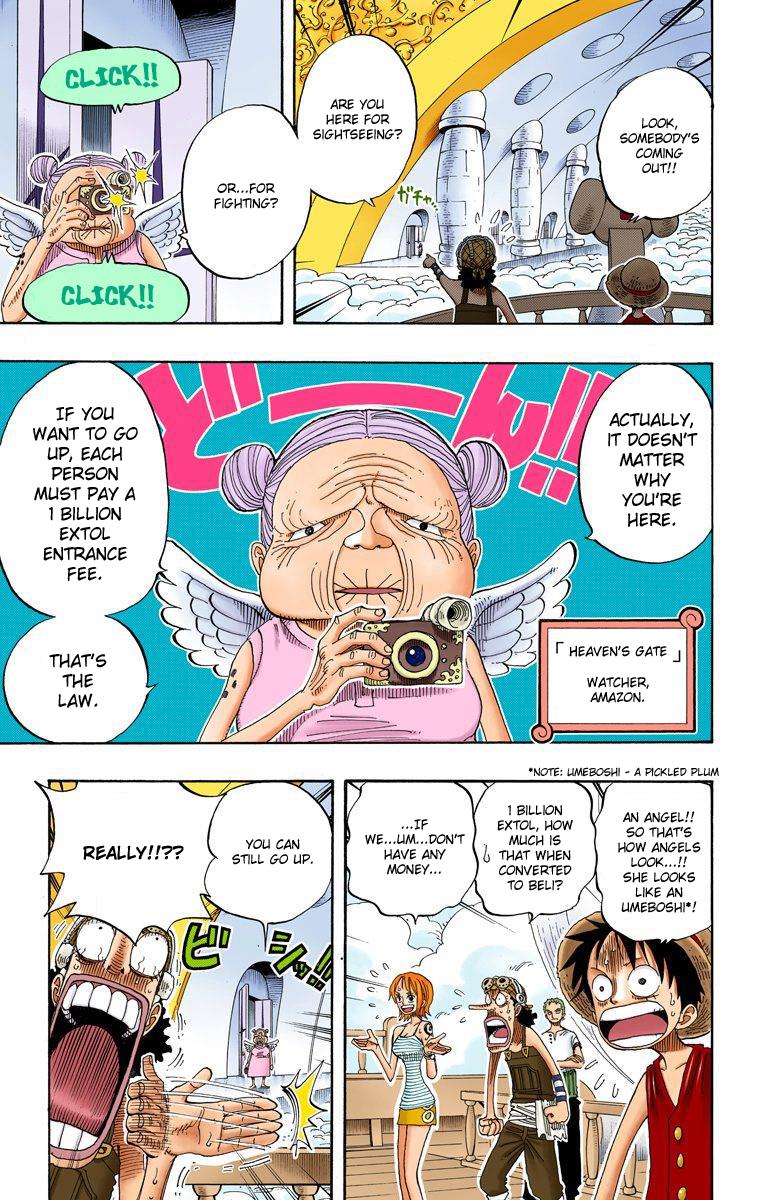 LOOK,
SOMEBODY'S
COMING
OUT!!
ガチャ...
ARE YOU
HERE FOR
SIGHTSEEING?
OR...FOR
FIGHTING?
CLICK!!
CLICK!!
ACTUALLY,
IT DOESN'T
MATTER
WHY
YOU'RE
HERE.
どーん!!
IF YOU
WANT TO GO
UP, EACH
PERSON
MUST PAY A
1 BILLION
EXTOL
ENTRANCE
FEE.
THAT'S
THE
LAW.
「 HEAVEN'S GATE 」
WATCHER,
AMAZON.
*NOTE: UMEBOSHI - A PICKLED PLUM
AN ANGEL!!
SO THAT'S
HOW ANGELS
LOOK...!!
SHE LOOKS
LIKE AN
UMEBOSHI*!
1 BILLION
EXTOL, HOW
MUCH IS
THAT WHEN
CONVERTED
TO BELI?
...IF
WE...UM...DON'T
HAVE ANY
MONEY...
YOU CAN
STILL GO UP.
REALLY!!??
ビシッ!!